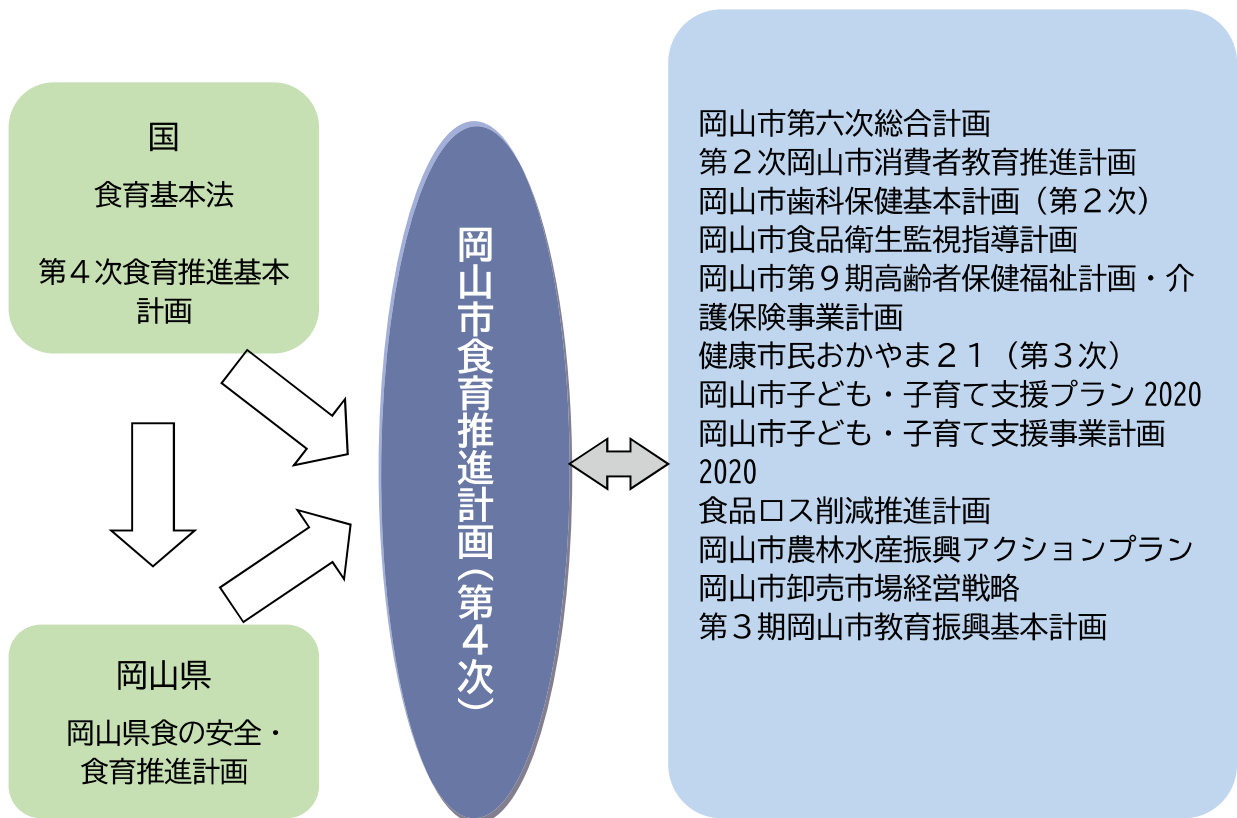 国
食育基本法
第４次食育推進基本
計画
岡山県
岡山県食の安全・
食育推進計画
岡山市食育推進計画（第４次）
岡山市第六次総合計画
第２次岡山市消費者教育推進計画
岡山市歯科保健基本計画（第２次）
岡山市食品衛生監視指導計画
岡山市第９期高齢者保健福祉計画・介
護保険事業計画
健康市民おかやま２１（第３次）
岡山市子ども・子育て支援プラン 2020
岡山市子ども・子育て支援事業計画
2020
食品ロス削減推進計画
岡山市農林水産振興アクションプラン
岡山市卸売市場経営戦略
第３期岡山市教育振興基本計画